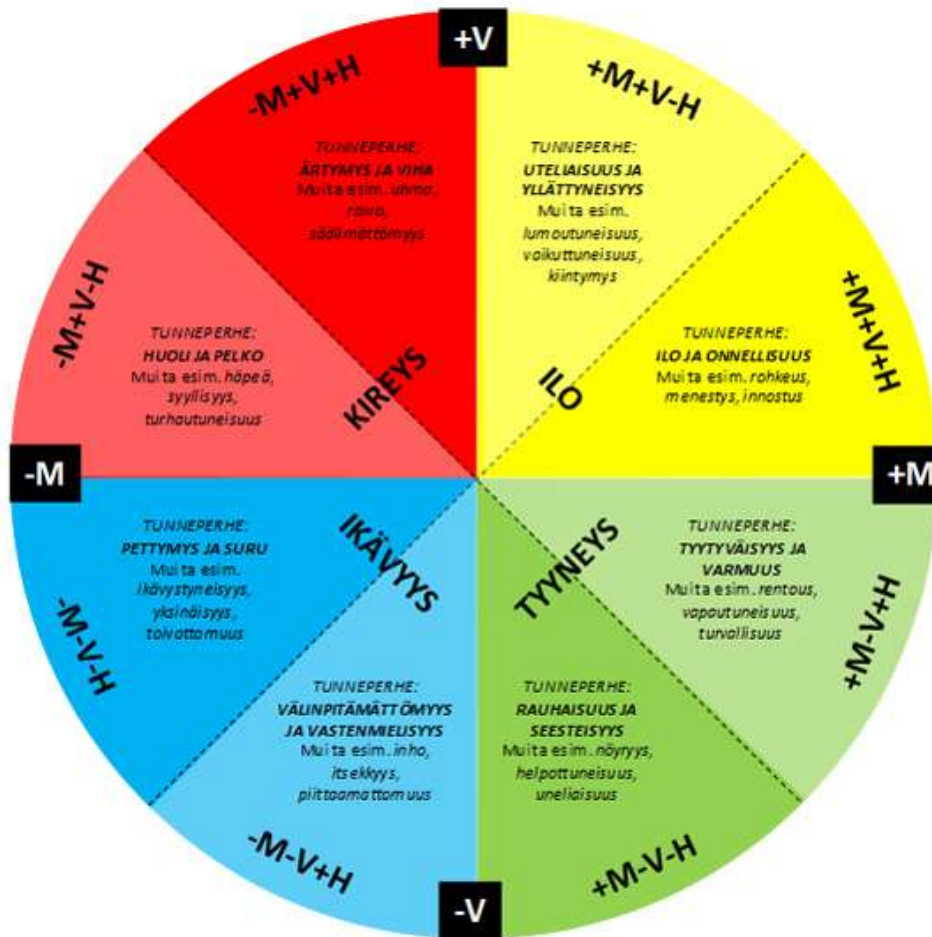 +V
-M+V+H
TUNNEPERHE:
ÄRTYMYS JA VIHA
Muita esim. uhma,
raivo,
säälimättömyys
+M+V-H
TUNNEPERHE:
UTELIAISUUS JA
YLLÄTTYNEISYYS
Muita esim.
lumoutuneisuus,
vaikuttuneisuus,
kiintymys
-M+V-H
TUNNEPERHE:
HUOLI JA PELKO
Muita esim. häpeä,
syyllisyys,
turhautuneisuus
KIREYS
ILO
+M+V+H
TUNNEPERHE:
ILO JA ONNELLISUUS
Muita esim. rohkeus,
menestys, innostus
-M
+M
-M-V-H
TUNNEPERHE:
PETTYMYS JA SURU
Muita esim.
ikävystyneisyys,
yksinäisyys,
toivottomuus
IKÄVYYS
TYYNEYS
TUNNEPERHE:
TYYTYVÄISYYS JA
VARMUUS
Muita esim. rentous,
vapautuneisuus,
turvallisuus
+M-V+H
TUNNEPERHE:
VÄLINPITÄMÄTTÖMYYS
JA VASTENMIELISYYS
Muita esim. inho,
itsekkyys,
piittaamattomuus
-M-V+H
TUNNEPERHE:
RAUHAISUUS JA
SEESTEISYYS
Muita esim. nöyryys,
helpottuneisuus,
uneliaisuus
+M-V-H
-V